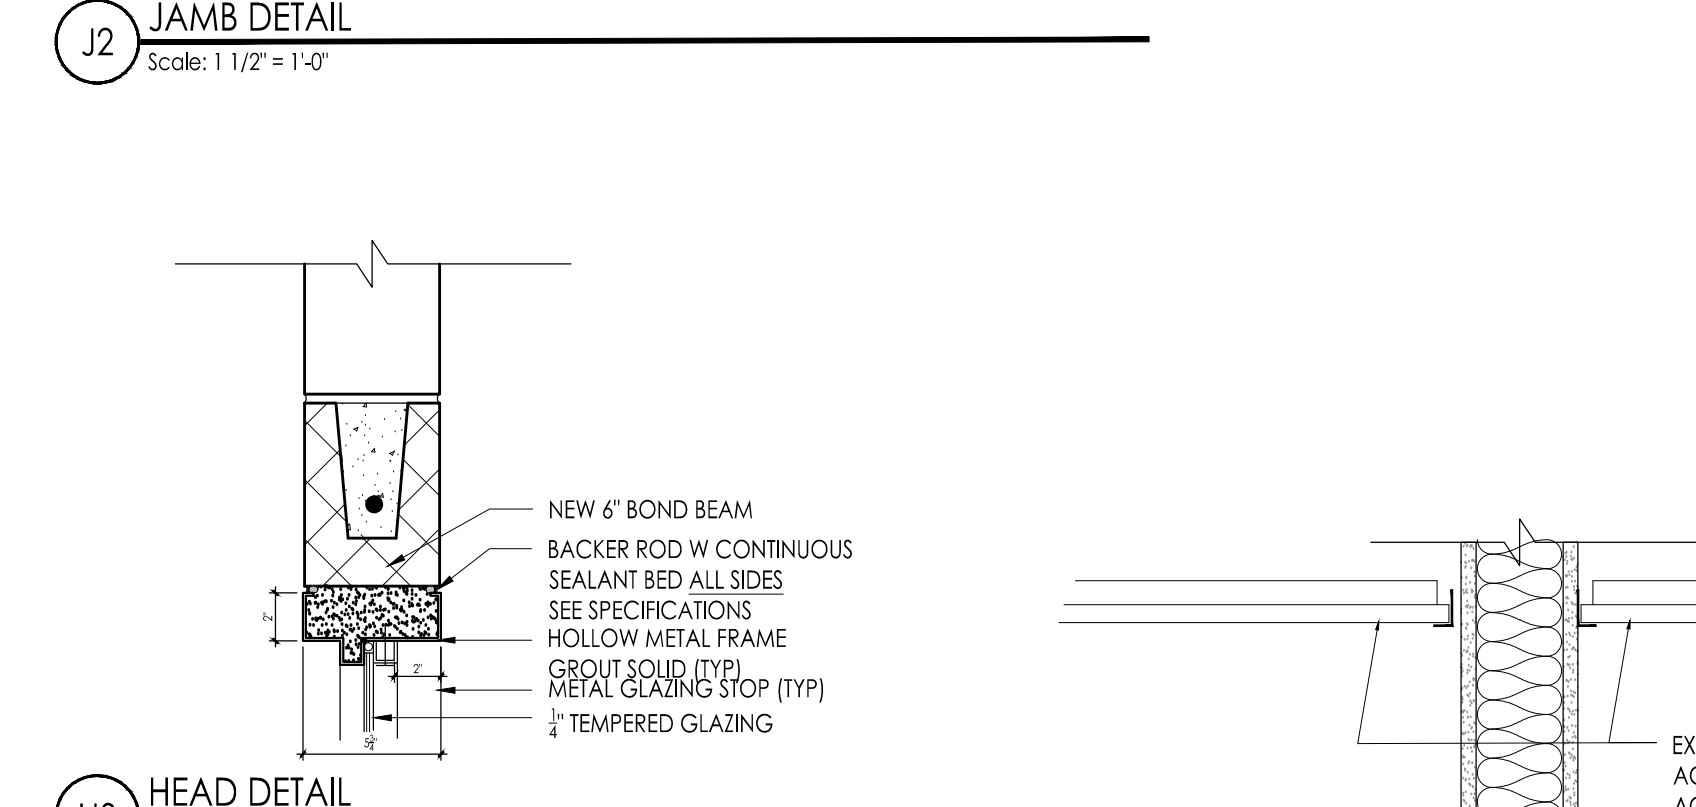 J2
JAMB DETAIL
Scale: 1 1/2" = 1'-0"
NEW 6" BOND BEAM
BACKER ROD W CONTINUOUS
SEALANT BED ALL SIDES
SEE SPECIFICATIONS
2"
HOLLOW METAL FRAME
GROUT SOLID (TYP)
2"
METAL GLAZING STOP (TYP)
1/4" TEMPERED GLAZING
5 3/4"
EX
HEAD DETAIL